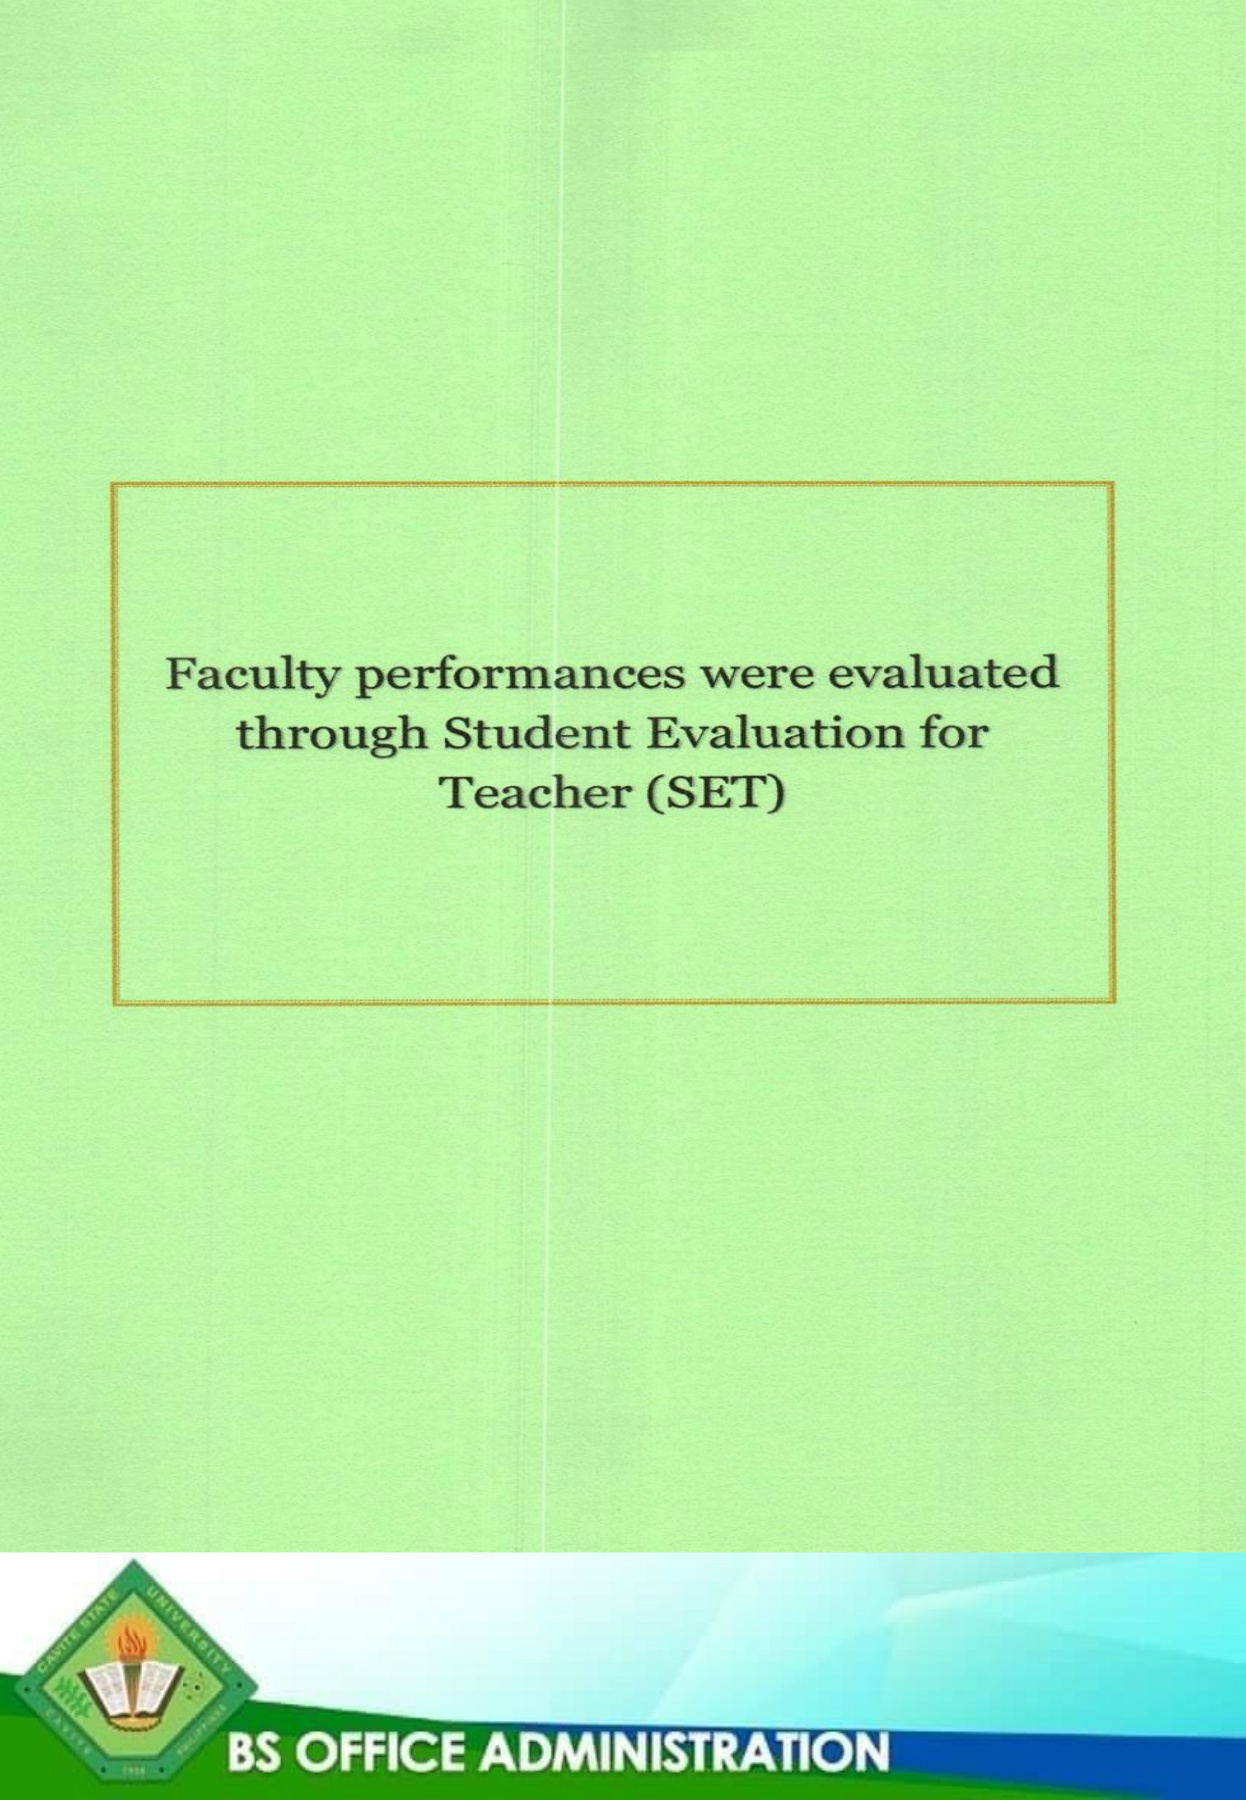 Faculty performances were evaluated
through Student Evaluation for
Teacher (SET)
CAVITE STATE UNIVERSITY
CAVITE PHILIPPINES
1906
BS OFFICE ADMINISTRATION